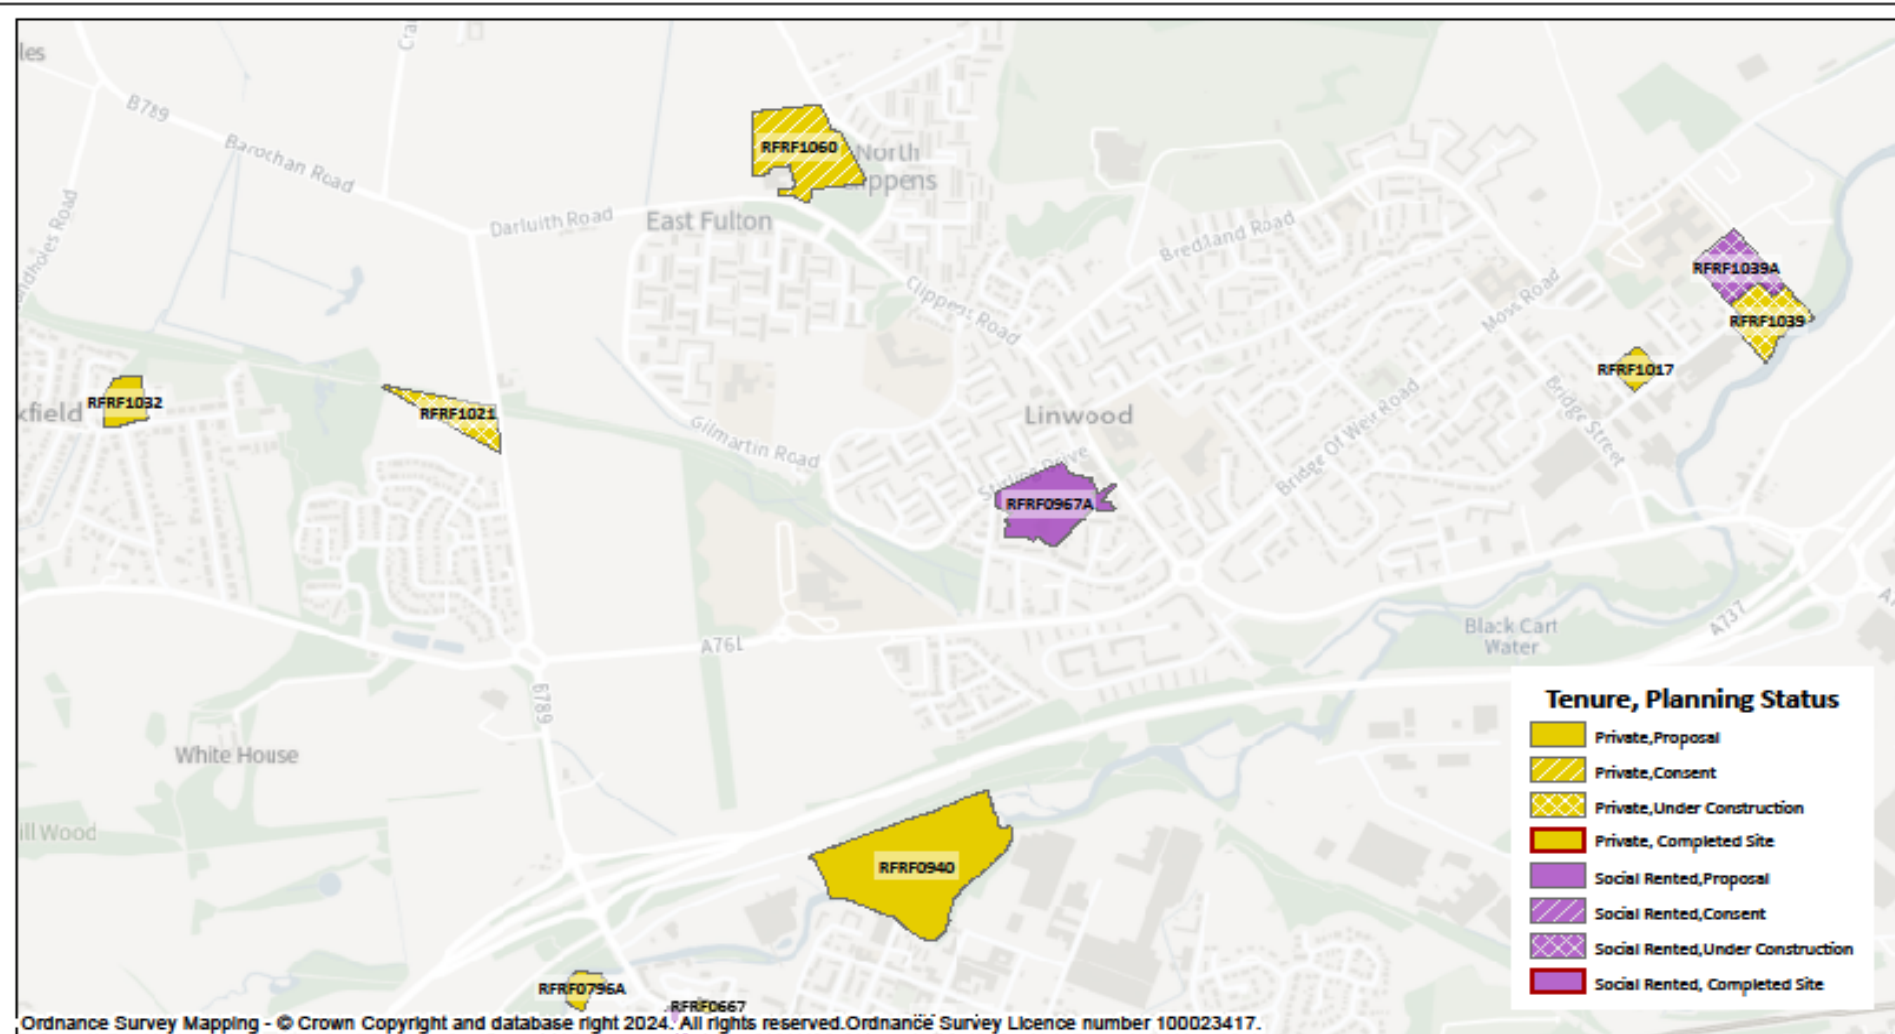 les
B789
Barochan Road
Darluith Road
RFRF1060
North
East Fulton
Clippens Road
Brediland Road
Moss Road
RFRF1039A
RFRF1039
RFRF1017
RFRF1032
kfield
RFRF1021
Gilmartin Road
Linwood
Stirling Drive
Bridge Of Weir Road
Bridge Street
RFRF0967A
A761
B789
Black Cart
Water
A737
White House
ill Wood
RFRF0940
RFRF0796A
RFRF0667
Tenure, Planning Status
Private,Proposal
Private,Consent
Private,Under Construction
Private, Completed Site
Social Rented,Proposal
Social Rented,Consent
Social Rented,Under Construction
Social Rented, Completed Site
Ordnance Survey Mapping - © Crown Copyright and database right 2024. All rights reserved.Ordnance Survey Licence number 100023417.